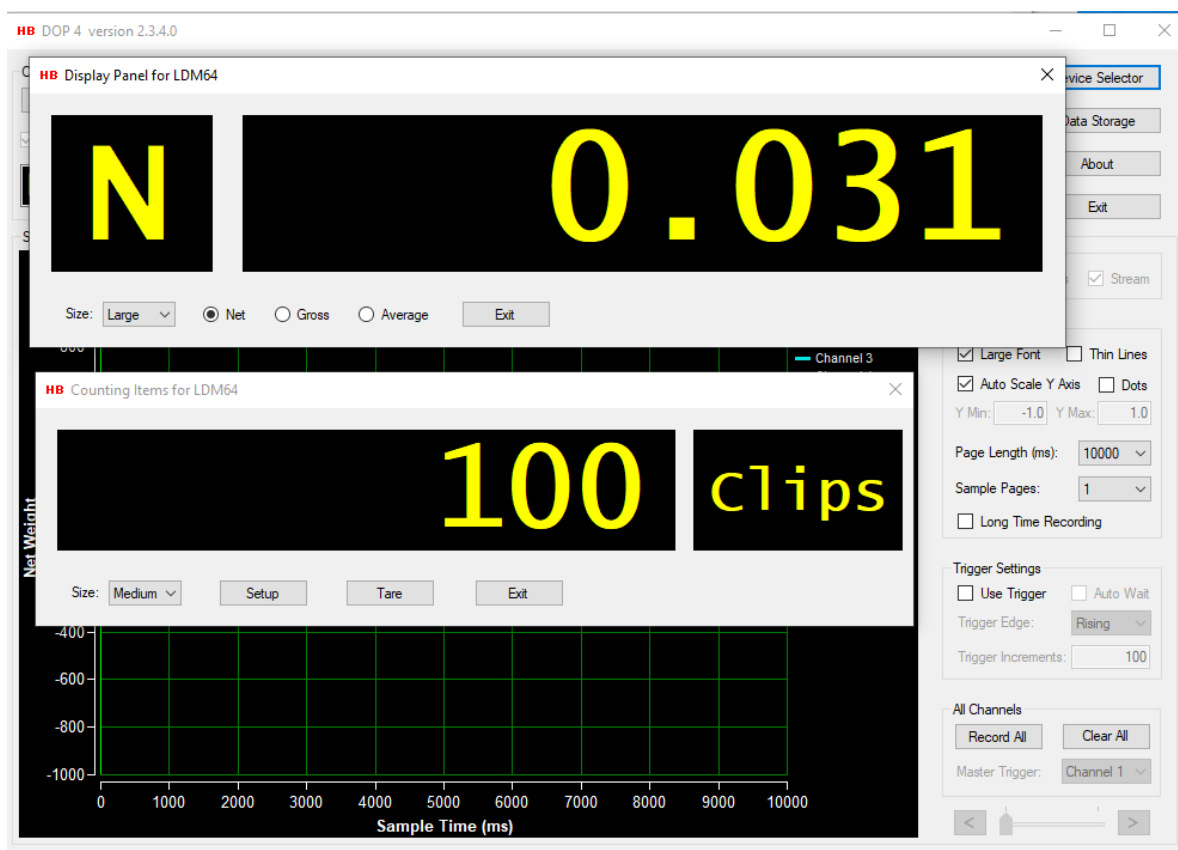 HB DOP 4 version 2.3.4.0
HB Display Panel for LDM64
Device Selector
N 0.031
Data Storage
About
Exit
Size: Large Net Gross Average Exit
Stream
Channel 3
Large Font Thin Lines
HB Counting Items for LDM64
Auto Scale Y Axis Dots
Y Min: -1.0 Y Max: 1.0
100 Clips
Page Length (ms): 10000
Sample Pages: 1
Long Time Recording
Net Weight
Size: Medium Setup Tare Exit
Trigger Settings
Use Trigger Auto Wait
Trigger Edge: Rising
Trigger Increments: 100
-400
-600
-800
-1000
All Channels
Record All Clear All
Master Trigger: Channel 1
0 1000 2000 3000 4000 5000 6000 7000 8000 9000 10000
Sample Time (ms)
< >